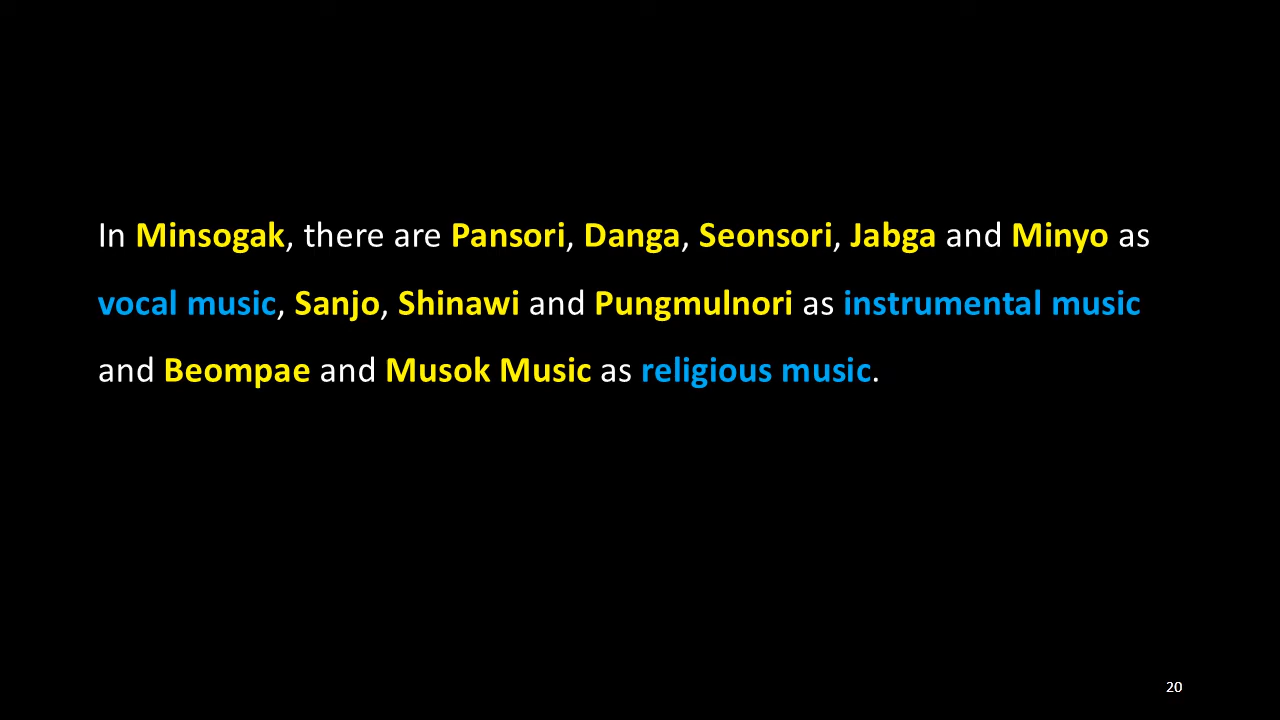 In Minsogak, there are Pansori, Danga, Seonsori, Jabga and Minyo as
vocal music, Sanjo, Shinawi and Pungmulnori as instrumental music
and Beompae and Musok Music as religious music.
20